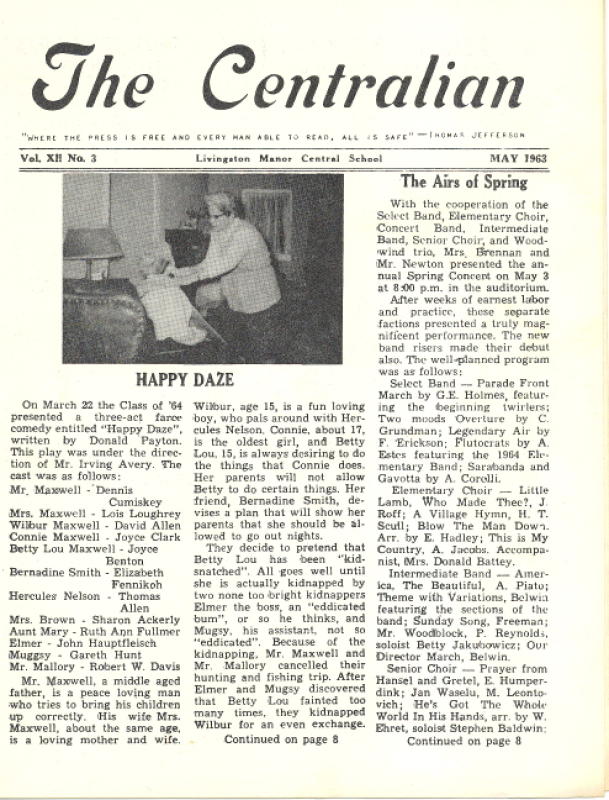 The Centralian
"WHERE THE PRESS IS FREE AND EVERY MAN ABLE TO READ, ALL IS SAFE"—THOMAS JEFFERSON
Vol. XII No. 3 Livingston Manor Central School MAY 1963
HAPPY DAZE
On March 22 the Class of '64
presented a three-act farce
comedy entitled "Happy Daze",
written by Donald Payton.
This play was under the direc-
tion of Mr. Irving Avery. The
cast was as follows:
Mr. Maxwell - Dennis
Cumiskey
Mrs. Maxwell - Lois Loughrey
Wilbur Maxwell - David Allen
Connie Maxwell - Joyce Clark
Betty Lou Maxwell - Joyce
Benton
Bernadine Smith - Elizabeth
Fennikoh
Hercules Nelson - Thomas
Allen
Mrs. Brown - Sharon Ackerly
Aunt Mary - Ruth Ann Fullmer
Elmer - John Hauptfleisch
Muggsy - Gareth Hunt
Mr. Mallory - Robert W. Davis
Mr. Maxwell, a middle aged
father, is a peace loving man
who tries to bring his children
up correctly. His wife Mrs.
Maxwell, about the same age,
is a loving mother and wife.
Wilbur, age 15, is a fun loving
boy, who pals around with Her-
cules Nelson. Connie, about 17,
is the oldest girl, and Betty
Lou, 15, is always desiring to do
the things that Connie does.
Her parents will not allow
Betty to do certain things. Her
friend, Bernadine Smith, de-
vises a plan that will show her
parents that she should be al-
lowed to go out nights.
They decide to pretend that
Betty Lou has been "kid-
snatched". All goes well until
she is actually kidnapped by
two none too bright kidnappers
Elmer the boss, an "eddicated
bum", or so he thinks, and
Mugsy, his assistant, not so
"eddicated". Because of the
kidnapping, Mr. Maxwell and
Mr. Mallory cancelled their
hunting and fishing trip. After
Elmer and Mugsy discovered
that Betty Lou fainted too
many times, they kidnapped
Wilbur for an even exchange.
Continued on page 8
The Airs of Spring
With the cooperation of the
Select Band, Elementary Choir,
Concert Band, Intermediate
Band, Senior Choir, and Wood-
wind trio, Mrs. Brennan and
Mr. Newton presented the an-
nual Spring Concent on May 3
at 8:00 p.m. in the auditorium.
After weeks of earnest labor
and practice, these separate
factions presented a truly mag-
nificent performance. The new
band risers made their debut
also. The well-planned program
was as follows:
Select Band — Parade Front
March by G.E. Holmes, featur-
ing the beginning twirlers;
Two moods Overture by C.
Grundman; Legendary Air by
F. Erickson; Flutocrats by A.
Estes featuring the 1964 Ele-
mentary Band; Sarabanda and
Gavotta by A. Corelli.
Elementary Choir — Little
Lamb, Who Made Thee?, J.
Roff; A Village Hymn, H. T.
Scull; Blow The Man Down.
Arr. by E. Hadley; This is My
Country, A. Jacobs. Accompa-
nist, Mrs. Donald Battey.
Intermediate Band — Amer-
ica, The Beautiful, A. Piato;
Theme with Variations, Belwin
featuring the sections of the
band; Sunday Song, Freeman;
Mr. Woodblock, P. Reynolds,
soloist Betty Jakubowicz; Our
Director March, Belwin.
Senior Choir — Prayer from
Hansel and Gretel, E. Humper-
dink; Jan Waselu, M. Leonto-
vich; He's Got The Whole
World In His Hands, arr. by W.
Ehret, soloist Stephen Baldwin;
Continued on page 8